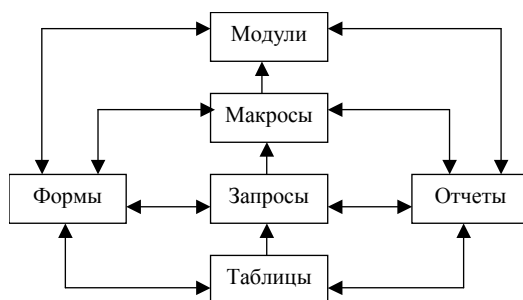 Модули
Макросы
Формы
Запросы
Отчеты
Таблицы